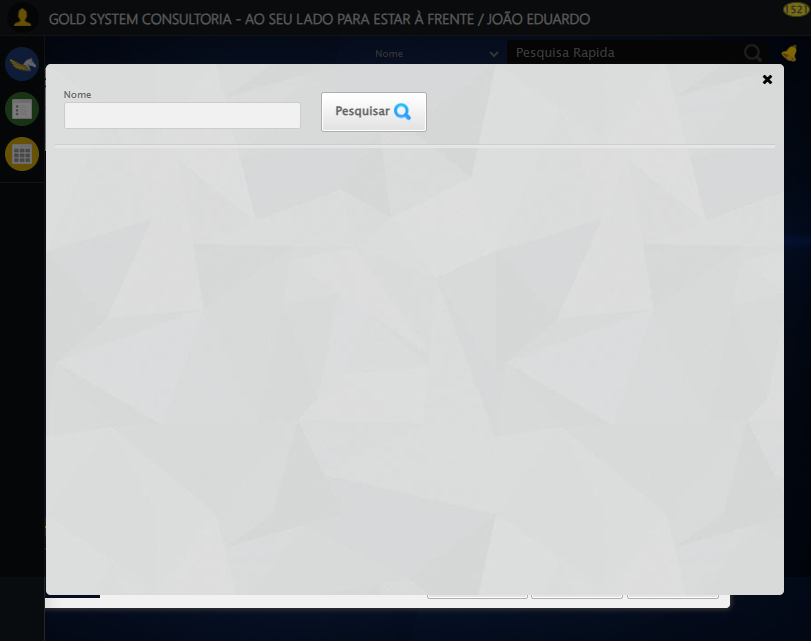 GOLD SYSTEM CONSULTORIA - AO SEU LADO PARA ESTAR À FRENTE / JOÃO EDUARDO
152
Nome
Pesquisa Rapida
Nome
Pesquisar